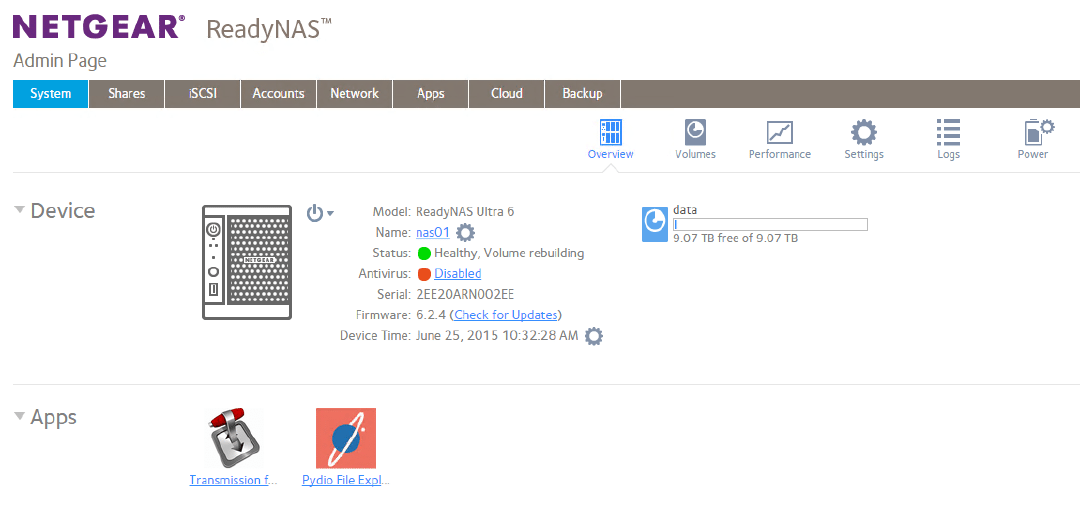 NETGEAR® ReadyNAS™
Admin Page
System Shares iSCSI Accounts Network Apps Cloud Backup
Overview Volumes Performance Settings Logs Power
Device
NETGEAR
Model: ReadyNAS Ultra 6
Name: nas01
Status: Healthy, Volume rebuilding
Antivirus: Disabled
Serial: 2EE20ARN002EE
Firmware: 6.2.4 (Check for Updates)
Device Time: June 25, 2015 10:32:28 AM
data
9.07 TB free of 9.07 TB
Apps
Transmission f...
Pydio File Expl...